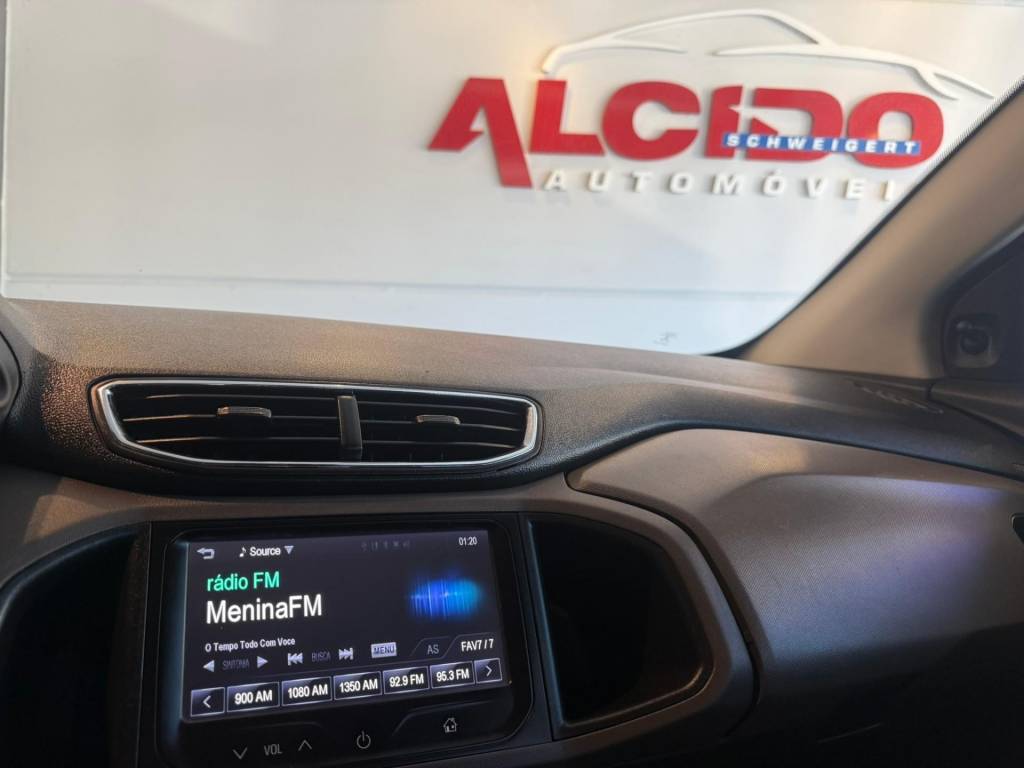 ALCIDO
SCHWEIGERT
AUTOMÓVEI
Source 01:20
rádio FM
MeninaFM
O Tempo Todo Com Voce
SINTONIA BUSCA MENU AS FAV7 / 7
< 900 AM 1080 AM 1350 AM 92.9 FM 95.3 FM >
VOL